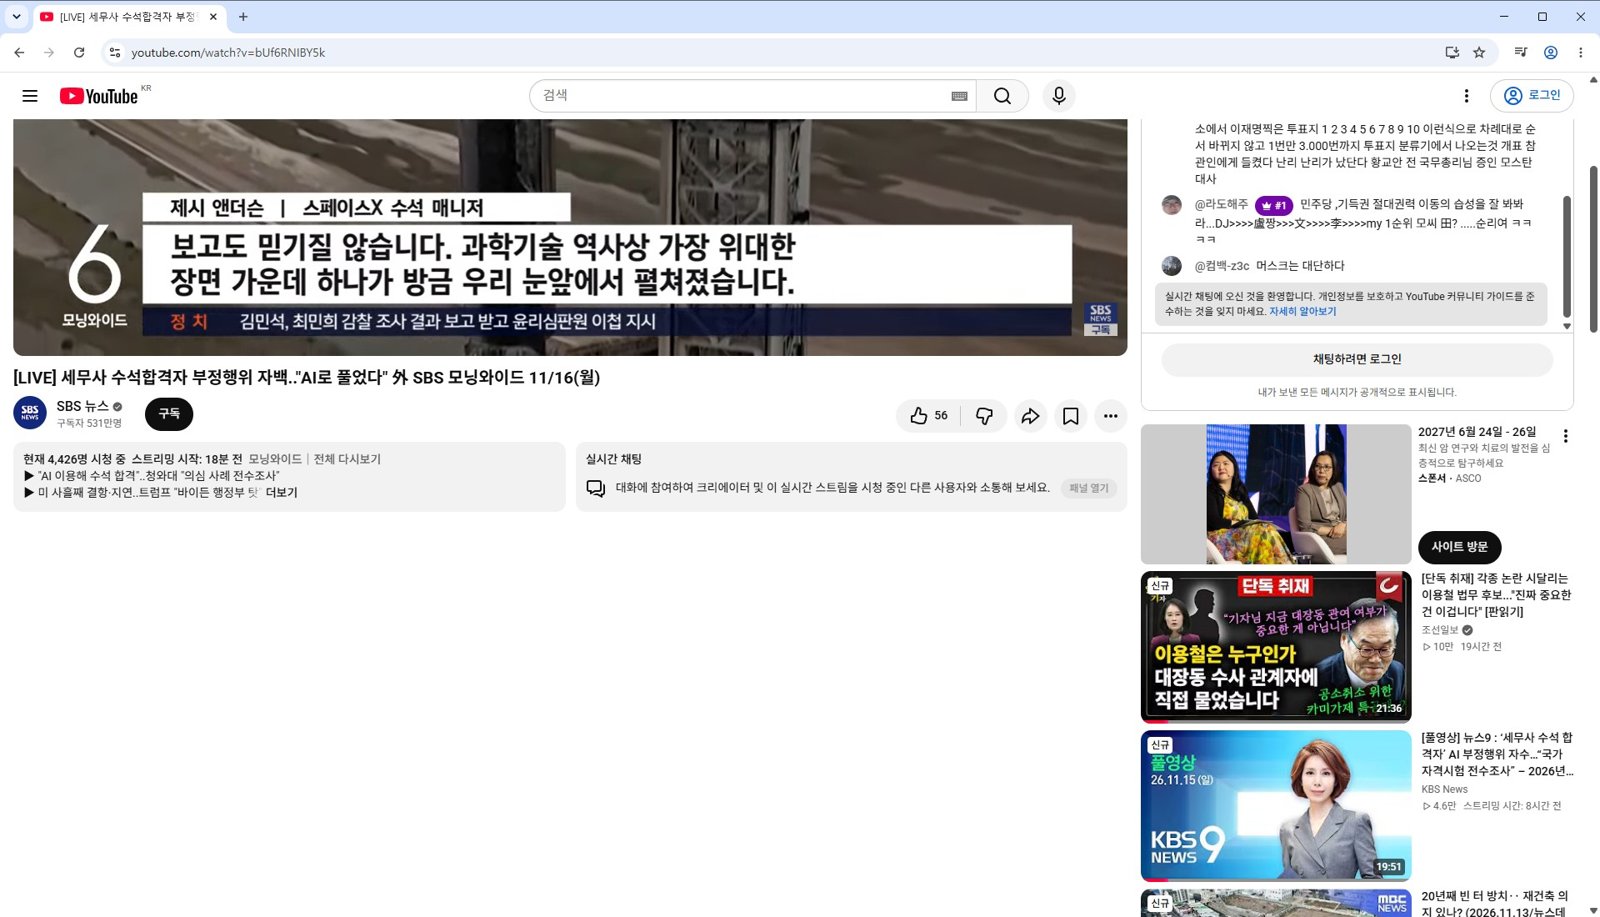 [LIVE] 세무사 수석합격자 부정
youtube.com/watch?v=bUf6RNIBY5k
YouTube KR
검색
로그인
제시 앤더슨 | 스페이스X 수석 매니저
6
모닝와이드
보고도 믿기질 않습니다. 과학기술 역사상 가장 위대한
장면 가운데 하나가 방금 우리 눈앞에서 펼쳐졌습니다.
정 치 김민석, 최민희 감찰 조사 결과 보고 받고 윤리심판원 이첩 지시
SBS
NEWS
구독
[LIVE] 세무사 수석합격자 부정행위 자백.."AI로 풀었다" 外 SBS 모닝와이드 11/16(월)
SBS
NEWS
SBS 뉴스
구독자 531만명
구독
56
현재 4,426명 시청 중 스트리밍 시작: 18분 전 모닝와이드 | 전체 다시보기
▶ "AI 이용해 수석 합격"..청와대 "의심 사례 전수조사"
▶ 미 사흘째 결항·지연..트럼프 "바이든 행정부 탓" 더보기
실시간 채팅
대화에 참여하여 크리에이터 및 이 실시간 스트림을 시청 중인 다른 사용자와 소통해 보세요.
패널 열기
소에서 이재명찍은 투표지 1 2 3 4 5 6 7 8 9 10 이런식으로 차례대로 순
서 바뀌지 않고 1번만 3.000번까지 투표지 분류기에서 나오는것 개표 참
관인에게 들켰다 난리 난리가 났단다 황교안 전 국무총리님 증인 모스탄
대사
@라도해주 #1 민주당 ,기득권 절대권력 이동의 습성을 잘 봐봐
라...DJ>>>>盧짱>>>文>>>>李>>>>my 1순위 모씨 田? .....순리여 ㅋㅋ
ㅋㅋ
@컴백-z3c 머스크는 대단하다
실시간 채팅에 오신 것을 환영합니다. 개인정보를 보호하고 YouTube 커뮤니티 가이드를 준
수하는 것을 잊지 마세요. 자세히 알아보기
채팅하려면 로그인
내가 보낸 모든 메시지가 공개적으로 표시됩니다.
2027년 6월 24일 - 26일
최신 암 연구와 치료의 발전을 심
층적으로 탐구하세요
스폰서 · ASCO
사이트 방문
신규
기자
단독 취재
"기자님 지금 대장동 관여 여부가
중요한 게 아닙니다"
이용철은 누구인가
대장동 수사 관계자에
직접 물었습니다
공소취소 위한
카미가제 특
21:36
[단독 취재] 각종 논란 시달리는
이용철 법무 후보..."진짜 중요한
건 이겁니다" [판읽기]
조선일보
10만 19시간 전
신규
풀영상
26.11.15 (일)
KBS
NEWS 9
19:51
[풀영상] 뉴스9 : ‘세무사 수석 합
격자’ AI 부정행위 자수…“국가
자격시험 전수조사” – 2026년...
KBS News
4.6만 스트리밍 시간: 8시간 전
신규
MBC
NEWS
20년째 빈 터 방치‥ 재건축 의
지 있나? (2026.11.13/뉴스데